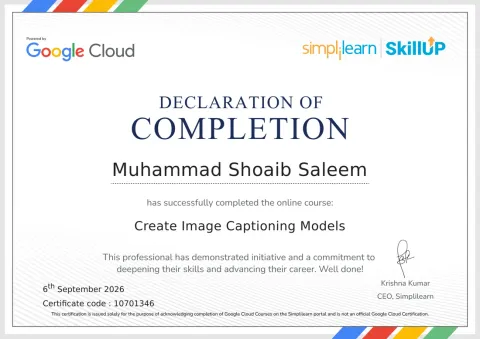 Powered by
Google Cloud
simplilearn | SkillUP
DECLARATION OF
COMPLETION
Muhammad Shoaib Saleem
has successfully completed the online course:
Create Image Captioning Models
This professional has demonstrated initiative and a commitment to
deepening their skills and advancing their career. Well done!
Krishna Kumar
CEO, Simplilearn
6th September 2026
Certificate code : 10701346
This certification is issued solely for the purpose of acknowledging completion of Google Cloud Courses on the Simplilearn portal and is not an official Google Cloud Certification.